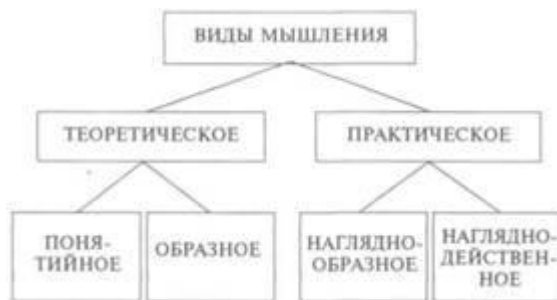 ВИДЫ МЫШЛЕНИЯ
ТЕОРЕТИЧЕСКОЕ
ПРАКТИЧЕСКОЕ
ПОНЯ-
ТИЙНОЕ
ОБРАЗНОЕ
НАГЛЯДНО-
ОБРАЗНОЕ
НАГЛЯДНО-
ДЕЙСТВЕН-
НОЕ